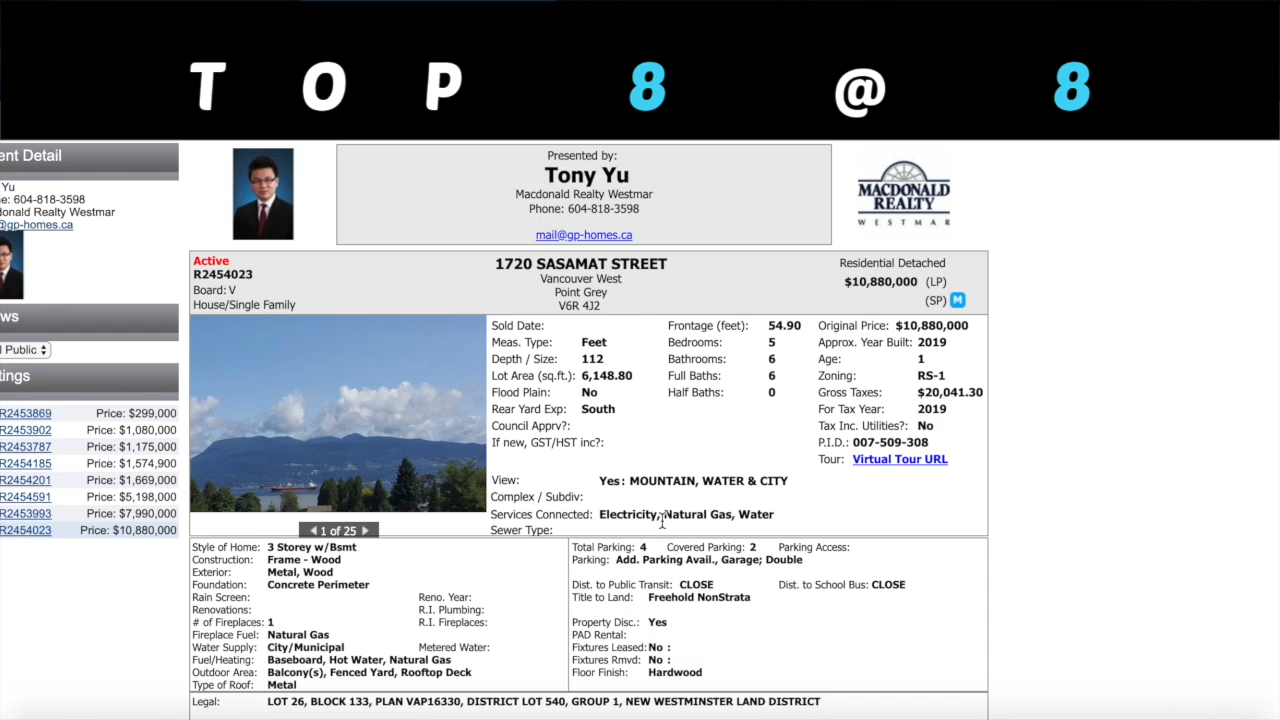 TOP 8 @ 8
ent Detail
Yu
e: 604-818-3598
donald Realty Westmar
@gp-homes.ca
ws
l Public
tings
R2453869 Price: $299,000
R2453902 Price: $1,080,000
R2453787 Price: $1,175,000
R2454185 Price: $1,574,900
R2454201 Price: $1,669,000
R2454591 Price: $5,198,000
R2453993 Price: $7,990,000
R2454023 Price: $10,880,000
Presented by:
Tony Yu
Macdonald Realty Westmar
Phone: 604-818-3598
mail@gp-homes.ca
MACDONALD
REALTY
WESTMAR
Active
R2454023
Board: V
House/Single Family
1720 SASAMAT STREET
Vancouver West
Point Grey
V6R 4J2
Residential Detached
$10,880,000 (LP)
(SP) M
Sold Date: Frontage (feet): 54.90 Original Price: $10,880,000
Meas. Type: Feet Bedrooms: 5 Approx. Year Built: 2019
Depth / Size: 112 Bathrooms: 6 Age: 1
Lot Area (sq.ft.): 6,148.80 Full Baths: 6 Zoning: RS-1
Flood Plain: No Half Baths: 0 Gross Taxes: $20,041.30
Rear Yard Exp: South For Tax Year: 2019
Council Apprv?: Tax Inc. Utilities?: No
If new, GST/HST inc?: P.I.D.: 007-509-308
Tour: Virtual Tour URL
View: Yes: MOUNTAIN, WATER & CITY
Complex / Subdiv:
Services Connected: Electricity, Natural Gas, Water
Sewer Type:
1 of 25
Style of Home: 3 Storey w/Bsmt
Construction: Frame - Wood
Exterior: Metal, Wood
Foundation: Concrete Perimeter
Rain Screen: Reno. Year:
Renovations: R.I. Plumbing:
# of Fireplaces: 1 R.I. Fireplaces:
Fireplace Fuel: Natural Gas
Water Supply: City/Municipal Metered Water:
Fuel/Heating: Baseboard, Hot Water, Natural Gas
Outdoor Area: Balcony(s), Fenced Yard, Rooftop Deck
Type of Roof: Metal
Total Parking: 4 Covered Parking: 2 Parking Access:
Parking: Add. Parking Avail., Garage; Double
Dist. to Public Transit: CLOSE Dist. to School Bus: CLOSE
Title to Land: Freehold NonStrata
Property Disc.: Yes
PAD Rental:
Fixtures Leased: No :
Fixtures Rmvd: No :
Floor Finish: Hardwood
Legal: LOT 26, BLOCK 133, PLAN VAP16330, DISTRICT LOT 540, GROUP 1, NEW WESTMINSTER LAND DISTRICT